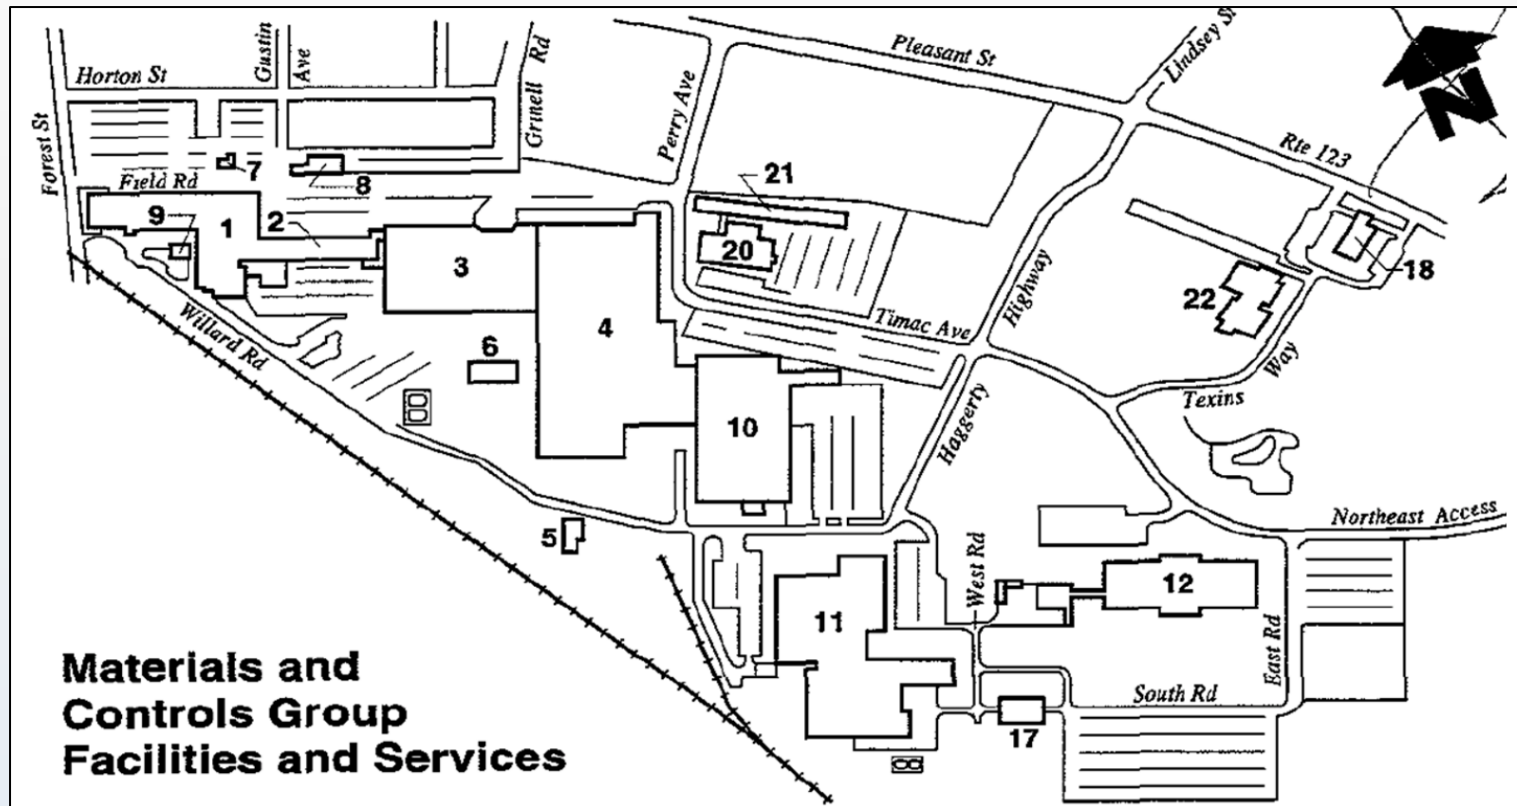 Horton St
Gustin
Ave
Grinell Rd
Perry Ave
Pleasant St
Lindsey St
N
Forest St
Field Rd
7
8
9
1
2
21
Rte 123
20
3
4
18
22
Highway
Timac Ave
Willard Rd
6
Way
Texins
10
Haggerty
5
Northeast Access
West Rd
12
11
East Rd
South Rd
17
Materials and
Controls Group
Facilities and Services